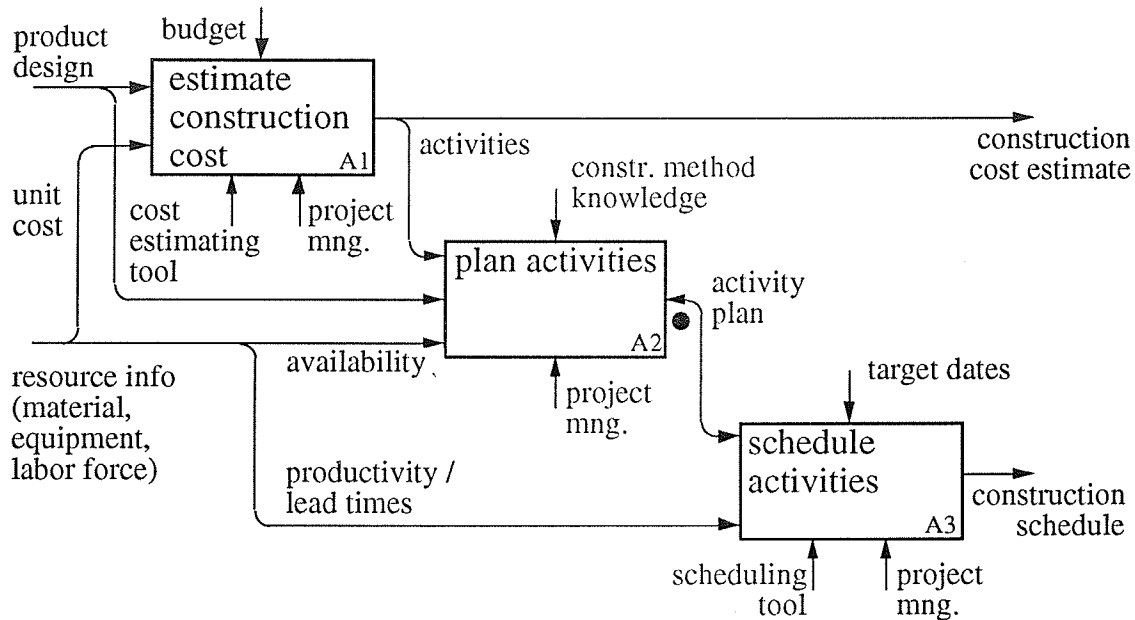 budget
product
design
estimate
construction
cost
A1
activities
construction
cost estimate
constr. method
knowledge
unit
cost
cost
estimating
tool
project
mng.
plan activities
A2
activity
plan
availability
project
mng.
target dates
resource info
(material,
equipment,
labor force)
schedule
activities
A3
productivity /
lead times
construction
schedule
scheduling
tool
project
mng.